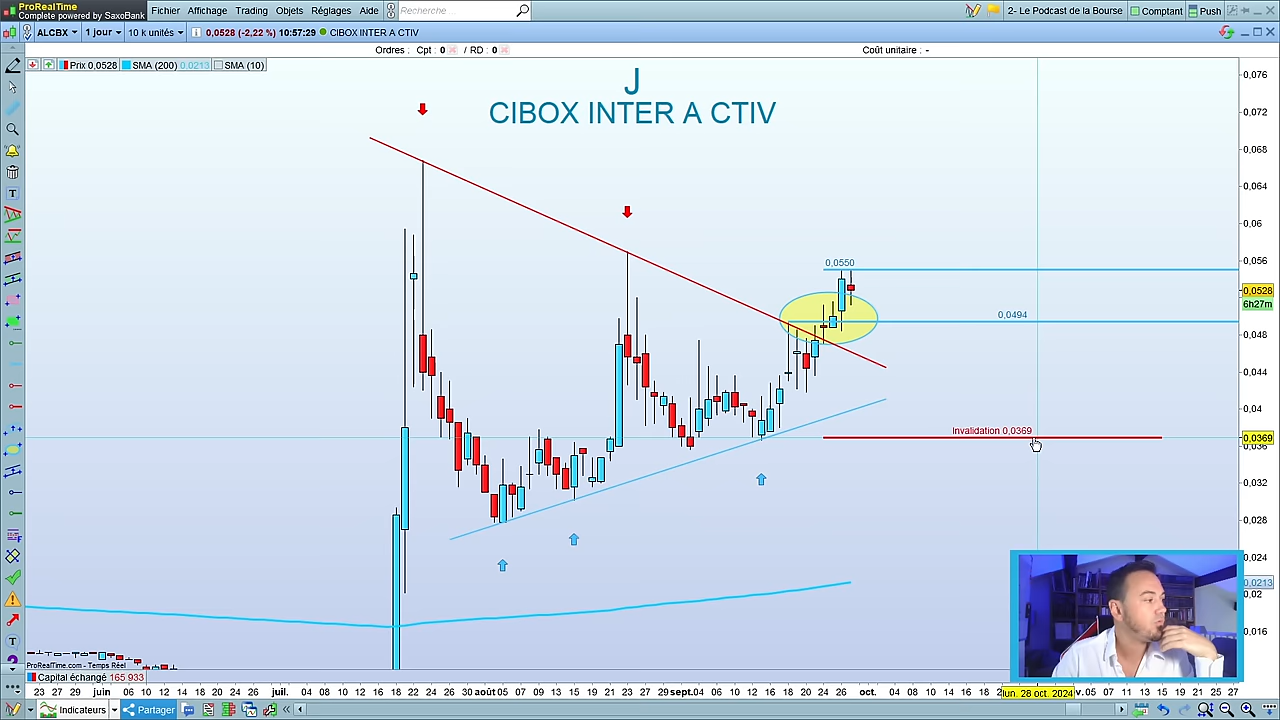 ProRealTime
Complete powered by SaxoBank
Fichier Affichage Trading Objets Réglages Aide
Recherche
2- Le Podcast de la Bourse
Comptant
Push
ALCBX
1 jour
10 k unités
0,0528 (-2,22 %) 10:57:29
CIBOX INTER A CTIV
Ordres : Cpt : 0 / RD : 0
Coût unitaire : -
Prix 0,0528
SMA (200) 0.0213
SMA (10)
J
CIBOX INTER A CTIV
0,076
0,072
0,068
0,064
0,06
0,056
0,0528
6h27m
0,048
0,044
0,04
0,0369
0,032
0,028
0,024
0,0213
0,02
0,016
0,0550
0,0494
Invalidation 0,0369
ProRealTime.com - Temps Réel
Capital échangé 165 933
23 27 29 juin 06 10 12 14 18 20 24 26 juil. 04 08 10 12 16 18 22 24 26 30 août 05 07 09 13 15 19 21 23 27 29 sept. 04 06 10 12 16 18 20 24 26 oct. 04 08 10 14 16 18 22 24 lun. 28 oct. 2024 05 07 11 13 15 19 21 25 27
Indicateurs
Partager